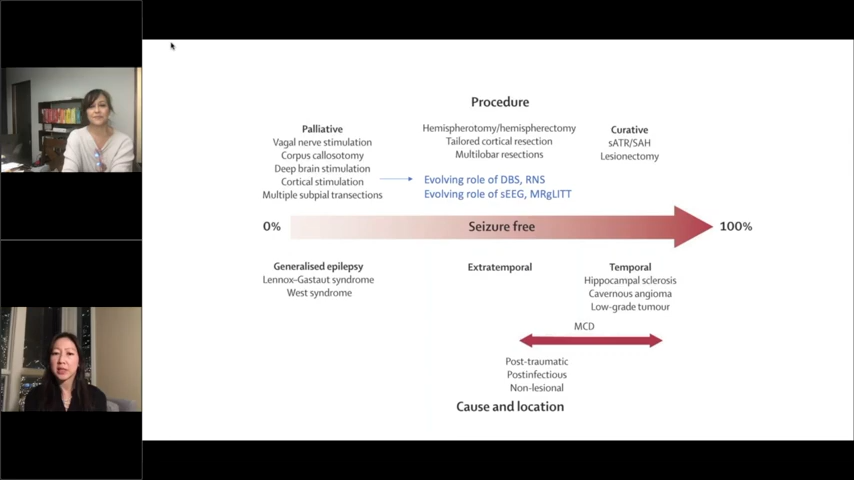 Procedure
Palliative
Vagal nerve stimulation
Corpus callosotomy
Deep brain stimulation
Cortical stimulation
Multiple subpial transections
Hemispherotomy/hemispherectomy
Tailored cortical resection
Multilobar resections
Evolving role of DBS, RNS
Evolving role of sEEG, MRgLITT
Curative
sATR/SAH
Lesionectomy
0%
Seizure free
100%
Generalised epilepsy
Lennox-Gastaut syndrome
West syndrome
Extratemporal
Temporal
Hippocampal sclerosis
Cavernous angioma
Low-grade tumour
MCD
Post-traumatic
Postinfectious
Non-lesional
Cause and location